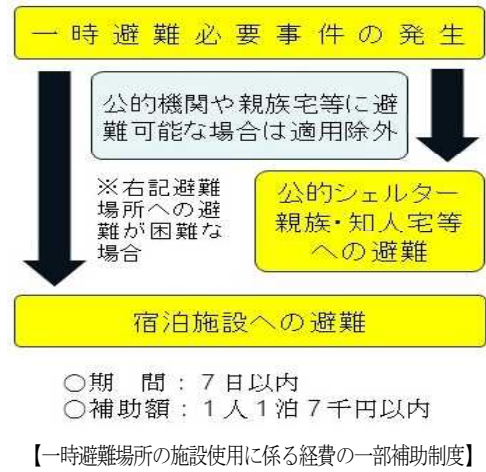 一時避難必要事件の発生
公的機関や親族宅等に避
難可能な場合は適用除外
※右記避難
場所への避
難が困難な
場合
公的シェルター
親族・知人宅等
への避難
宿泊施設への避難
○期　間：７日以内
○補助額：１人１泊７千円以内
【一時避難場所の施設使用に係る経費の一部補助制度】